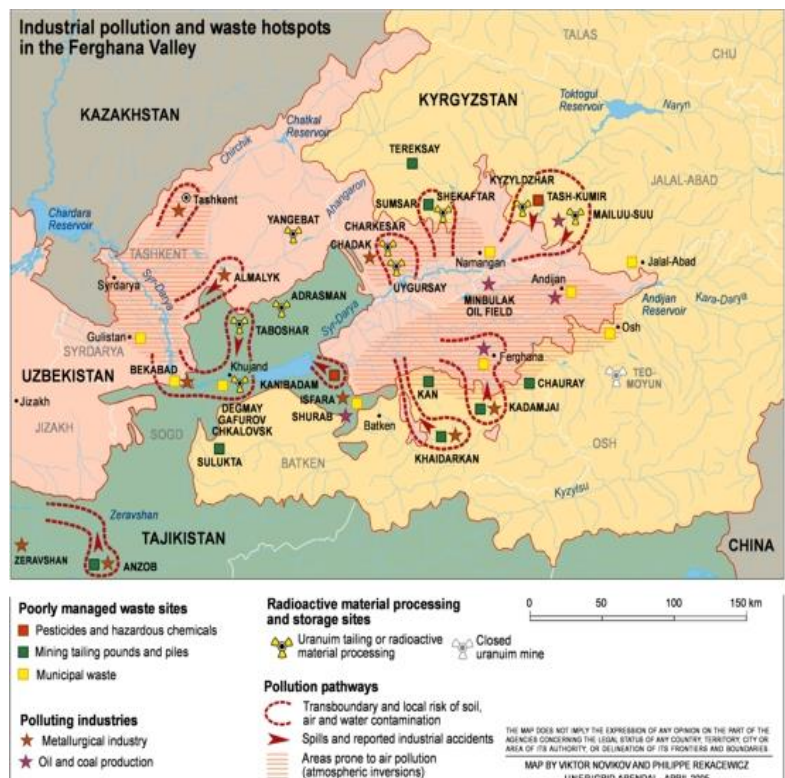 Industrial pollution and waste hotspots
in the Ferghana Valley
TALAS
CHU
KAZAKHSTAN
KYRGYZSTAN
Toktogul
Reservoir
Naryn
Chatkal
Reservoir
Chirchik
TEREKSAY
Ahangaron
KYZYLDZHAR
JALAL-ABAD
Tashkent
SUMSAR
SHEKAFTAR
TASH-KUMIR
MAILUU-SUU
Chardara
Reservoir
YANGEBAT
CHARKESAR
CHADAK
TASHKENT
Namangan
Jalal-Abad
Syr-Darya
ALMALYK
UYGURSAY
Andijan
Syrdarya
ADRASMAN
MINBULAK
OIL FIELD
Andijan
Reservoir
Kara-Darya
TABOSHAR
Syr-Darya
Gulistan
Osh
SYRDARYA
Ferghana
BEKABAD
Khujand
KANIBADAM
TEO-
MOYUN
UZBEKISTAN
CHAURAY
KAN
ISFARA
DEGMAY
GAFUROV
CHKALOVSK
SHURAB
KADAMJAI
Jizakh
Batken
JIZAKH
SOGD
OSH
KHAIDARKAN
SULUKTA
BATKEN
Kyzylsu
Zeravshan
TAJIKISTAN
CHINA
ZERAVSHAN
ANZOB
Poorly managed waste sites
Pesticides and hazardous chemicals
Mining tailing pounds and piles
Municipal waste
Polluting industries
Metallurgical industry
Oil and coal production
Radioactive material processing
and storage sites
Uranuim tailing or radioactive
material processing
Closed
uranuim mine
Pollution pathways
Transboundary and local risk of soil,
air and water contamination
Spills and reported industrial accidents
Areas prone to air pollution
(atmospheric inversions)
0 50 100 150 km
THE MAP DOES NOT IMPLY THE EXPRESSION OF ANY OPINION ON THE PART OF THE
AGENCIES CONCERNING THE LEGAL STATUS OF ANY COUNTRY, TERRITORY, CITY OR
AREA OF ITS AUTHORITY, OR DELINEATION OF ITS FRONTIERS AND BOUNDARIES
MAP BY VIKTOR NOVIKOV AND PHILIPPE REKACEWICZ
UNEP/GRID ARENDAL, APRIL 2005